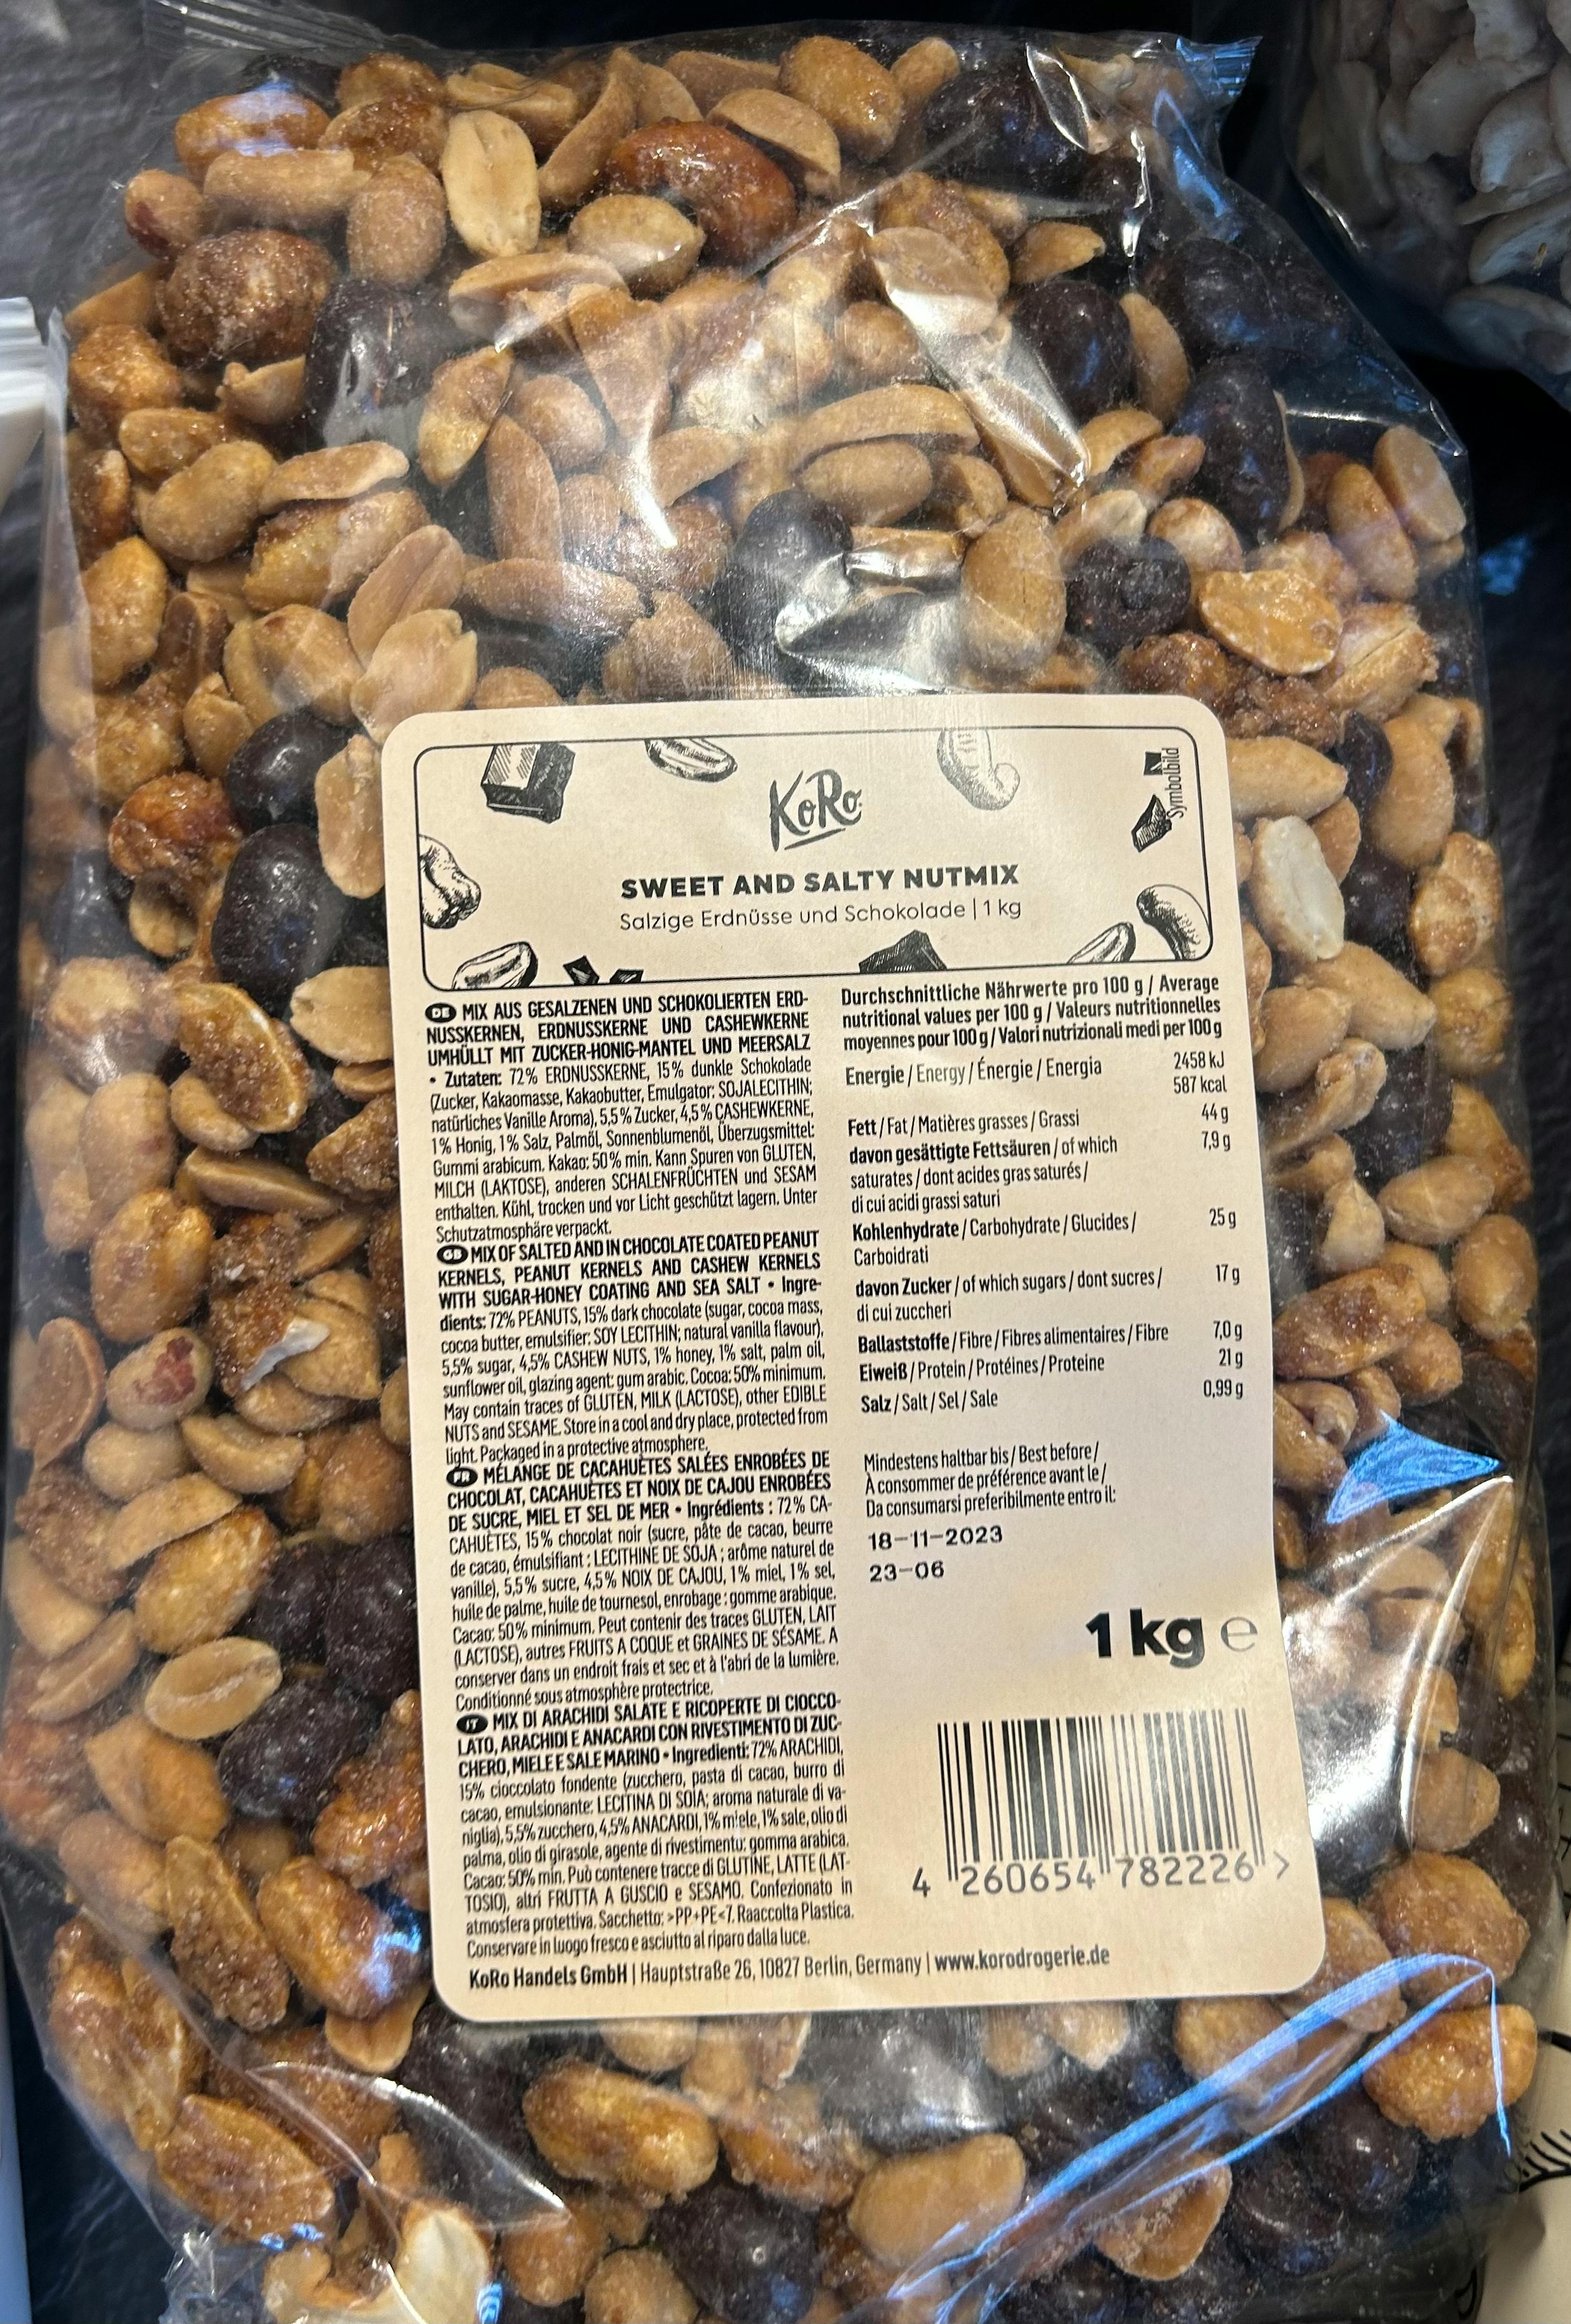 KoRo
Symbolbild
SWEET AND SALTY NUTMIX
Salzige Erdnüsse und Schokolade | 1 kg
DE MIX AUS GESALZENEN UND SCHOKOLIERTEN ERD-
NUSSKERNEN, ERDNUSSKERNE UND CASHEWKERNE
UMHÜLLT MIT ZUCKER-HONIG-MANTEL UND MEERSALZ
• Zutaten: 72% ERDNUSSKERNE, 15% dunkle Schokolade
(Zucker, Kakaomasse, Kakaobutter, Emulgator: SOJALECITHIN;
natürliches Vanille Aroma), 5,5% Zucker, 4,5% CASHEWKERNE,
1% Honig, 1% Salz, Palmöl, Sonnenblumenöl, Überzugsmittel:
Gummi arabicum. Kakao: 50% min. Kann Spuren von GLUTEN,
MILCH (LAKTOSE), anderen SCHALENFRÜCHTEN und SESAM
enthalten. Kühl, trocken und vor Licht geschützt lagern. Unter
Schutzatmosphäre verpackt.
GB MIX OF SALTED AND IN CHOCOLATE COATED PEANUT
KERNELS, PEANUT KERNELS AND CASHEW KERNELS
WITH SUGAR-HONEY COATING AND SEA SALT • Ingre-
dients: 72% PEANUTS, 15% dark chocolate (sugar, cocoa mass,
cocoa butter, emulsifier: SOY LECITHIN; natural vanilla flavour),
5,5% sugar, 4,5% CASHEW NUTS, 1% honey, 1% salt, palm oil,
sunflower oil, glazing agent: gum arabic. Cocoa: 50% minimum.
May contain traces of GLUTEN, MILK (LACTOSE), other EDIBLE
NUTS and SESAME. Store in a cool and dry place, protected from
light. Packaged in a protective atmosphere.
FR MÉLANGE DE CACAHUÈTES SALÉES ENROBÉES DE
CHOCOLAT, CACAHUÈTES ET NOIX DE CAJOU ENROBÉES
DE SUCRE, MIEL ET SEL DE MER • Ingrédients : 72% CA-
CAHUÈTES, 15% chocolat noir (sucre, pâte de cacao, beurre
de cacao, émulsifiant : LECITHINE DE SOJA ; arôme naturel de
vanille), 5,5% sucre, 4,5% NOIX DE CAJOU, 1% miel, 1% sel,
huile de palme, huile de tournesol, enrobage : gomme arabique.
Cacao: 50% minimum. Peut contenir des traces GLUTEN, LAIT
(LACTOSE), autres FRUITS A COQUE et GRAINES DE SÉSAME. A
conserver dans un endroit frais et sec et à l'abri de la lumière.
Conditionné sous atmosphère protectrice.
IT MIX DI ARACHIDI SALATE E RICOPERTE DI CIOCCO-
LATO, ARACHIDI E ANACARDI CON RIVESTIMENTO DI ZUC-
CHERO, MIELE E SALE MARINO • Ingredienti: 72% ARACHIDI,
15% cioccolato fondente (zucchero, pasta di cacao, burro di
cacao, emulsionante: LECITINA DI SOIA; aroma naturale di va-
niglia), 5,5% zucchero, 4,5% ANACARDI, 1% miele, 1% sale, olio di
palma, olio di girasole, agente di rivestimento: gomma arabica.
Cacao: 50% min. Può contenere tracce di GLUTINE, LATTE (LAT-
TOSIO), altri FRUTTA A GUSCIO e SESAMO. Confezionato in
atmosfera protettiva. Sacchetto: >PP+PE<7. Raaccolta Plastica.
Conservare in luogo fresco e asciutto al riparo dalla luce.
Durchschnittliche Nährwerte pro 100 g / Average
nutritional values per 100 g / Valeurs nutritionnelles
moyennes pour 100 g / Valori nutrizionali medi per 100 g
Energie / Energy / Énergie / Energia 2458 kJ
587 kcal
Fett / Fat / Matières grasses / Grassi 44 g
davon gesättigte Fettsäuren / of which 7,9 g
saturates / dont acides gras saturés /
di cui acidi grassi saturi
Kohlenhydrate / Carbohydrate / Glucides / 25 g
Carboidrati
davon Zucker / of which sugars / dont sucres / 17 g
di cui zuccheri
Ballaststoffe / Fibre / Fibres alimentaires / Fibre 7,0 g
Eiweiß / Protein / Protéines / Proteine 21 g
Salz / Salt / Sel / Sale 0,99 g
Mindestens haltbar bis / Best before /
À consommer de préférence avant le /
Da consumarsi preferibilmente entro il:
18-11-2023
23-06
1 kg e
4 260654 782226 >
KoRo Handels GmbH | Hauptstraße 26, 10827 Berlin, Germany | www.korodrogerie.de